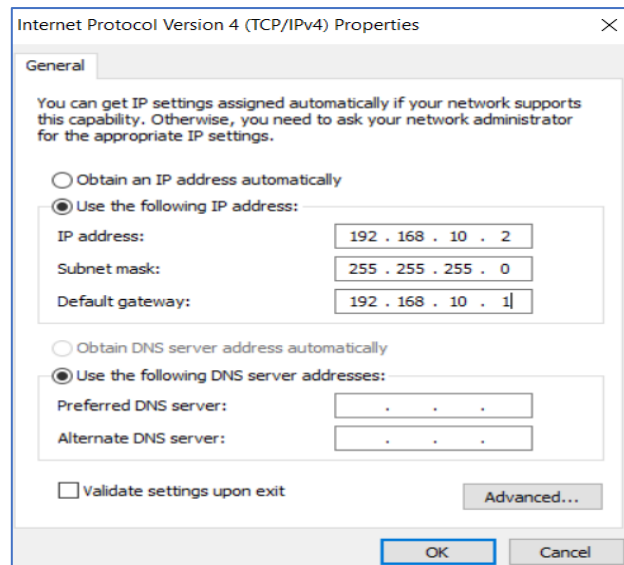 Internet Protocol Version 4 (TCP/IPv4) Properties
General
You can get IP settings assigned automatically if your network supports
this capability. Otherwise, you need to ask your network administrator
for the appropriate IP settings.
Obtain an IP address automatically
Use the following IP address:
IP address: 192 . 168 . 10 . 2
Subnet mask: 255 . 255 . 255 . 0
Default gateway: 192 . 168 . 10 . 1
Obtain DNS server address automatically
Use the following DNS server addresses:
Preferred DNS server: . . .
Alternate DNS server: . . .
Validate settings upon exit
Advanced...
OK Cancel